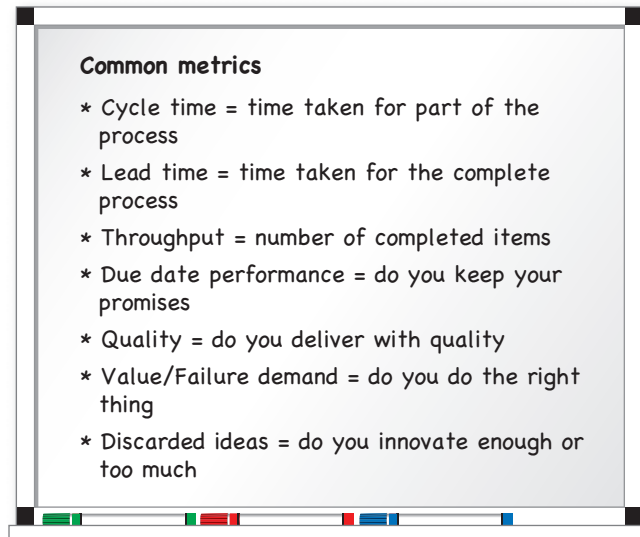 Common metrics
* Cycle time = time taken for part of the
process
* Lead time = time taken for the complete
process
* Throughput = number of completed items
* Due date performance = do you keep your
promises
* Quality = do you deliver with quality
* Value/Failure demand = do you do the right
thing
* Discarded ideas = do you innovate enough or
too much